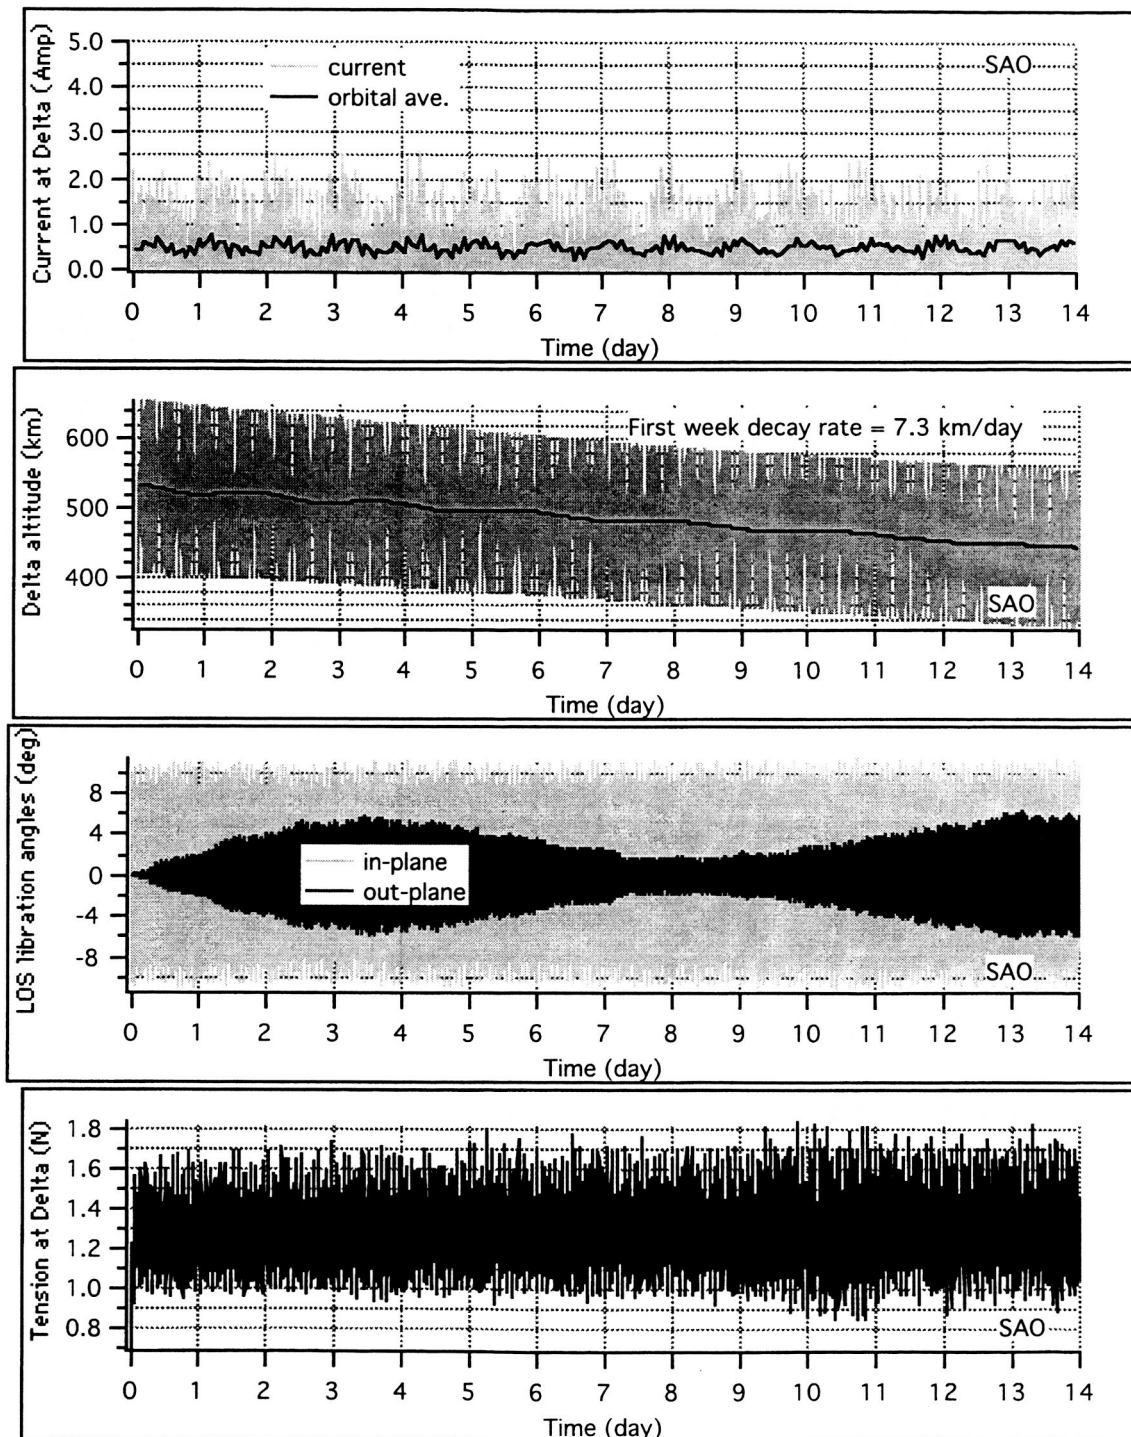 Current at Delta (Amp)
5.0
4.0
3.0
2.0
1.0
0.0
current
orbital ave.
SAO
0 1 2 3 4 5 6 7 8 9 10 11 12 13 14
Time (day)
Delta altitude (km)
600
500
400
First week decay rate = 7.3 km/day
SAO
0 1 2 3 4 5 6 7 8 9 10 11 12 13 14
Time (day)
LOS libration angles (deg)
8
4
0
-4
-8
in-plane
out-plane
SAO
0 1 2 3 4 5 6 7 8 9 10 11 12 13 14
Time (day)
Tension at Delta (N)
1.8
1.6
1.4
1.2
1.0
0.8
SAO
0 1 2 3 4 5 6 7 8 9 10 11 12 13 14
Time (day)